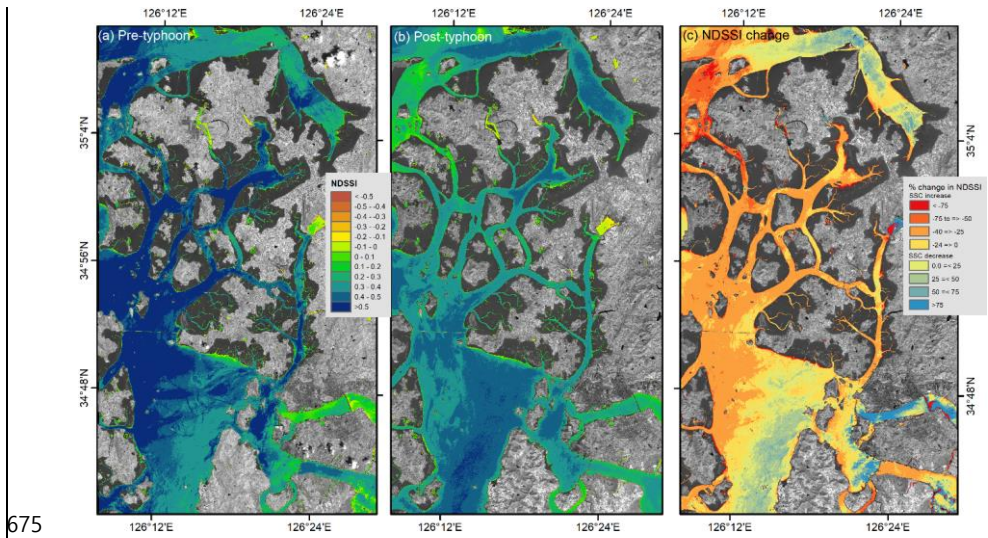 126°12'E 126°24'E 126°12'E 126°24'E 126°12'E 126°24'E
(a) Pre-typhoon (b) Post-typhoon (c) NDSSI change
35°4'N 35°4'N
NDSSI
< -0.5
-0.5 - -0.4
-0.4 - -0.3
-0.3 - -0.2
-0.2 - -0.1
-0.1 - 0
0 - 0.1
0.1 - 0.2
0.2 - 0.3
0.3 - 0.4
0.4 - 0.5
>0.5
% change in NDSSI
SSC increase
< -75
-75 to => -50
-40 => -25
-24 => 0
SSC decrease
0.0 =< 25
25 =< 50
50 =< 75
>75
34°56'N 34°56'N
34°48'N 34°48'N
675
126°12'E 126°24'E 126°12'E 126°24'E 126°12'E 126°24'E